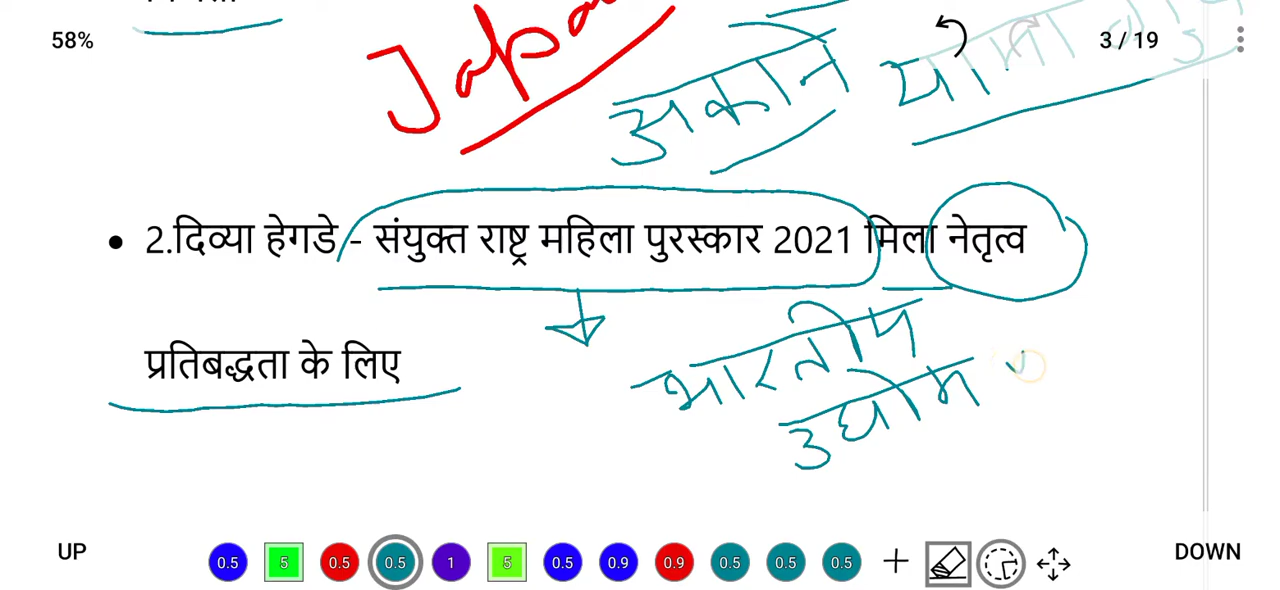 58%
3 / 19
Japa
यामा
2.दिव्या हेगडे - संयुक्त राष्ट्र महिला पुरस्कार 2021 मिला नेतृत्व
प्रतिबद्धता के लिए
भारतीय
उद्योग
UP
0.5 5 0.5 0.5 1 5 0.5 0.9 0.9 0.5 0.5 0.5
DOWN